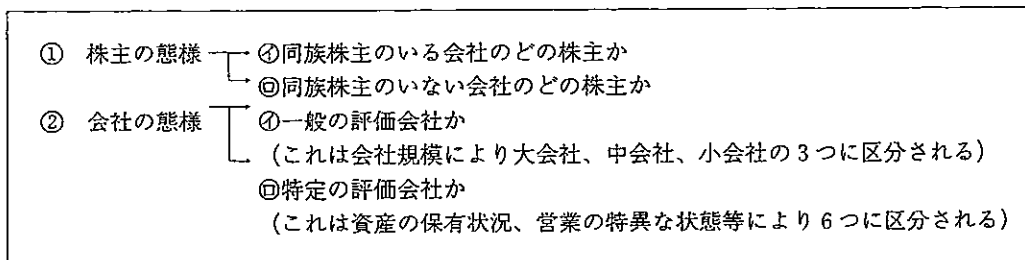 ① 株主の態様 ㋑同族株主のいる会社のどの株主か
㋺同族株主のいない会社のどの株主か
② 会社の態様 ㋑一般の評価会社か
（これは会社規模により大会社、中会社、小会社の3つに区分される）
㋺特定の評価会社か
（これは資産の保有状況、営業の特異な状態等により6つに区分される）